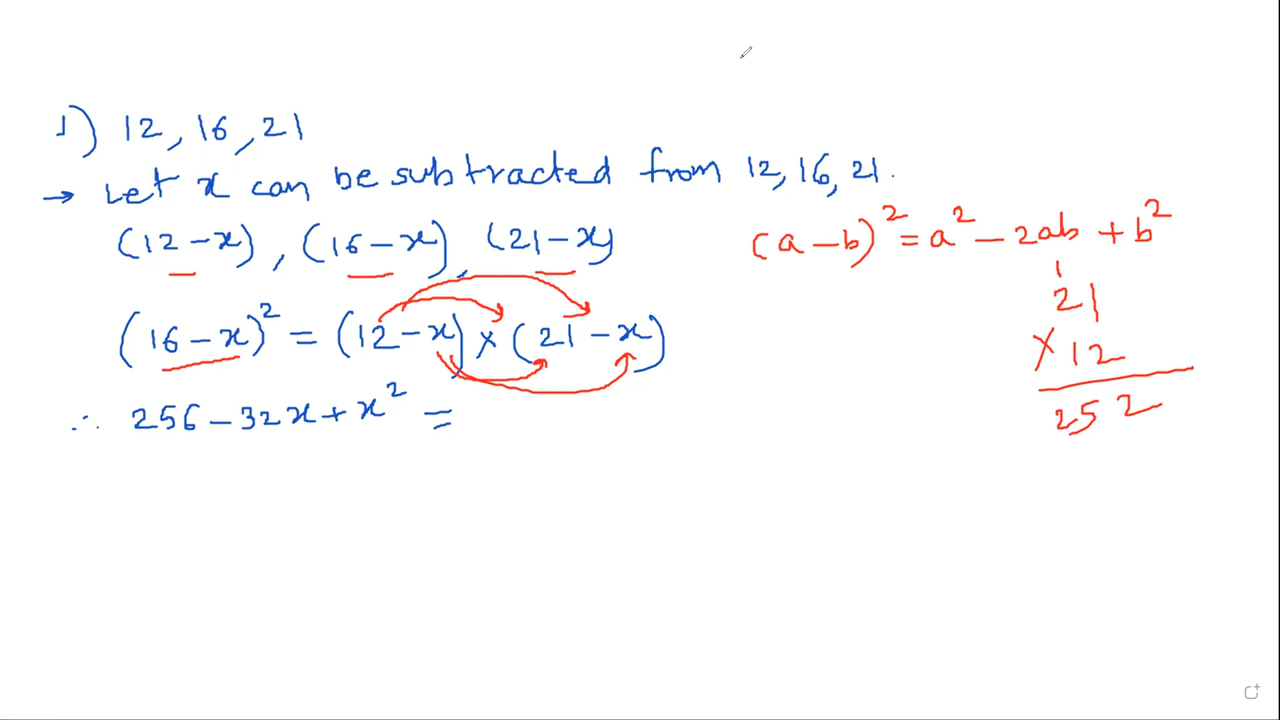 1) 12, 16, 21
→ Let x can be subtracted from 12, 16, 21.
(12 - x), (16 - x), (21 - x)
(a - b)² = a² - 2ab + b²
(16 - x)² = (12 - x) × (21 - x)
∴ 256 - 32x + x² =
1
21
× 12
252